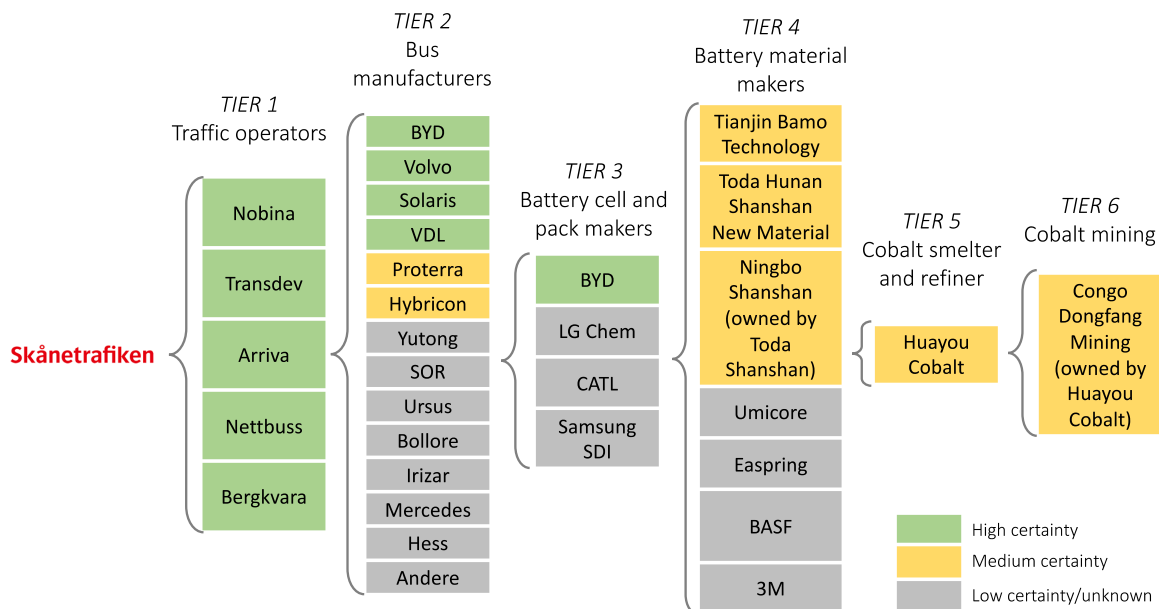 Skånetrafiken
TIER 1
Traffic operators
Nobina
Transdev
Arriva
Nettbuss
Bergkvara
TIER 2
Bus
manufacturers
BYD
Volvo
Solaris
VDL
Proterra
Hybricon
Yutong
SOR
Ursus
Bollore
Irizar
Mercedes
Hess
Andere
TIER 3
Battery cell and
pack makers
BYD
LG Chem
CATL
Samsung
SDI
TIER 4
Battery material
makers
Tianjin Bamo
Technology
Toda Hunan
Shanshan
New Material
Ningbo
Shanshan
(owned by
Toda
Shanshan)
Umicore
Easpring
BASF
3M
TIER 5
Cobalt smelter
and refiner
Huayou
Cobalt
TIER 6
Cobalt mining
Congo
Dongfang
Mining
(owned by
Huayou
Cobalt)
High certainty
Medium certainty
Low certainty/unknown